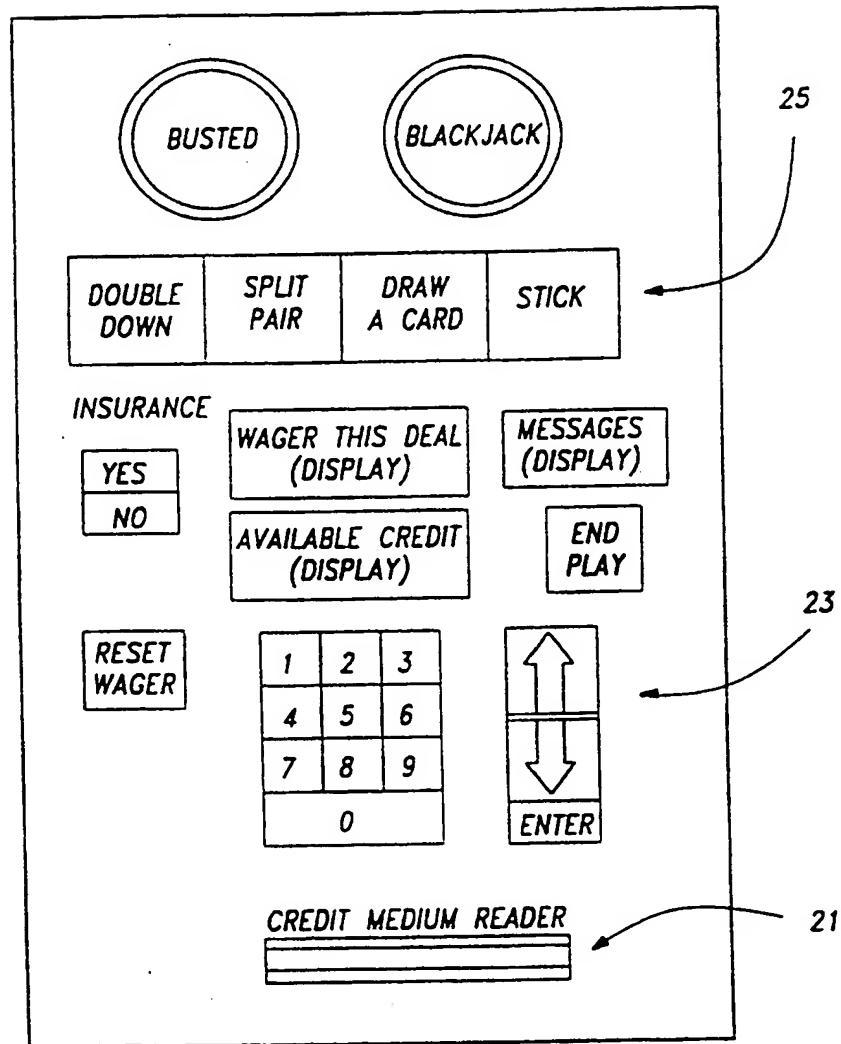 BUSTED
BLACKJACK
25
DOUBLE
DOWN
SPLIT
PAIR
DRAW
A CARD
STICK
INSURANCE
YES
NO
WAGER THIS DEAL
(DISPLAY)
MESSAGES
(DISPLAY)
AVAILABLE CREDIT
(DISPLAY)
END
PLAY
23
RESET
WAGER
1 2 3
4 5 6
7 8 9
0
ENTER
CREDIT MEDIUM READER
21